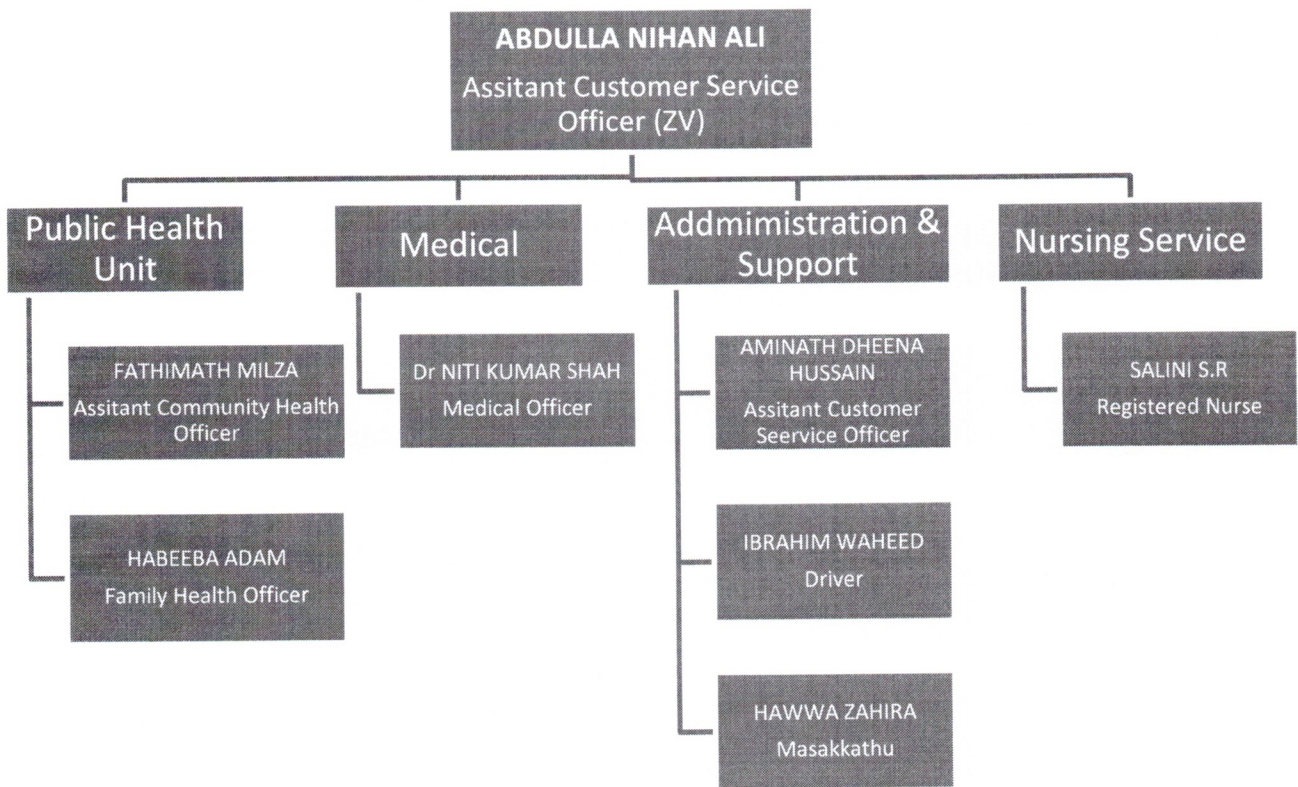 ABDULLA NIHAN ALI
Assitant Customer Service
Officer (ZV)
Public Health
Unit
Medical
Addmimistration &
Support
Nursing Service
FATHIMATH MILZA
Assitant Community Health
Officer
HABEEBA ADAM
Family Health Officer
Dr NITI KUMAR SHAH
Medical Officer
AMINATH DHEENA
HUSSAIN
Assitant Customer
Seervice Officer
IBRAHIM WAHEED
Driver
HAWWA ZAHIRA
Masakkathu
SALINI S.R
Registered Nurse